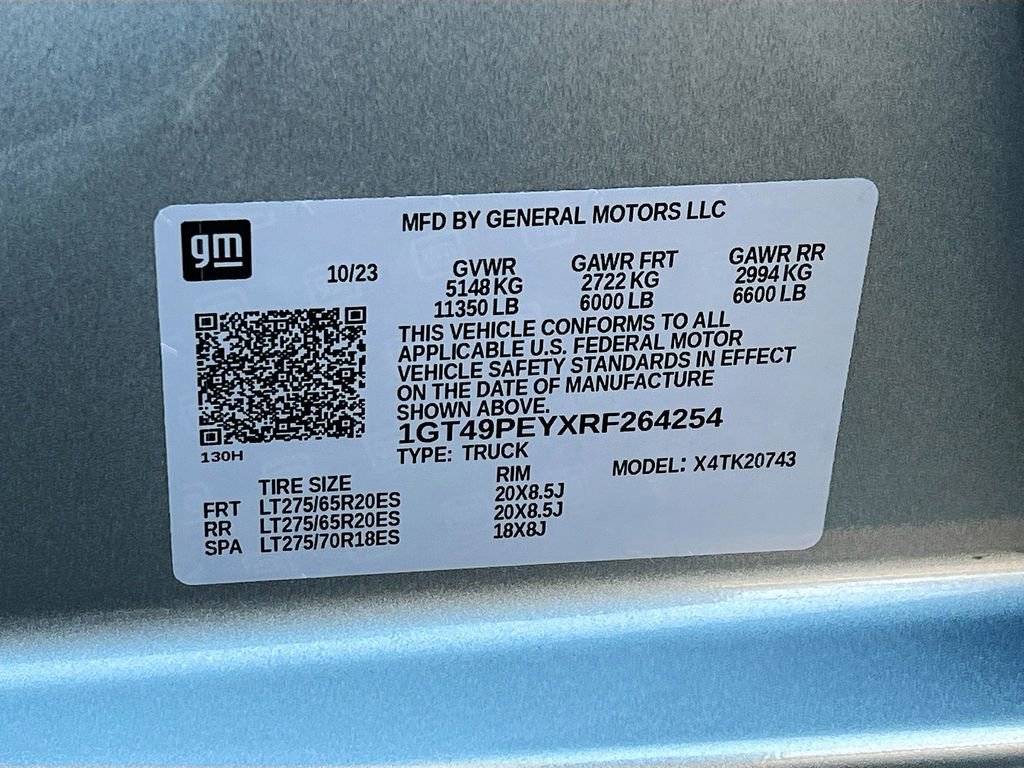 gm
MFD BY GENERAL MOTORS LLC
10/23
GVWR GAWR FRT GAWR RR
5148 KG 2722 KG 2994 KG
11350 LB 6000 LB 6600 LB
THIS VEHICLE CONFORMS TO ALL
APPLICABLE U.S. FEDERAL MOTOR
VEHICLE SAFETY STANDARDS IN EFFECT
ON THE DATE OF MANUFACTURE
SHOWN ABOVE.
1GT49PEYXRF264254
130H
TYPE: TRUCK MODEL: X4TK20743
TIRE SIZE RIM
FRT LT275/65R20ES 20X8.5J
RR LT275/65R20ES 20X8.5J
SPA LT275/70R18ES 18X8J